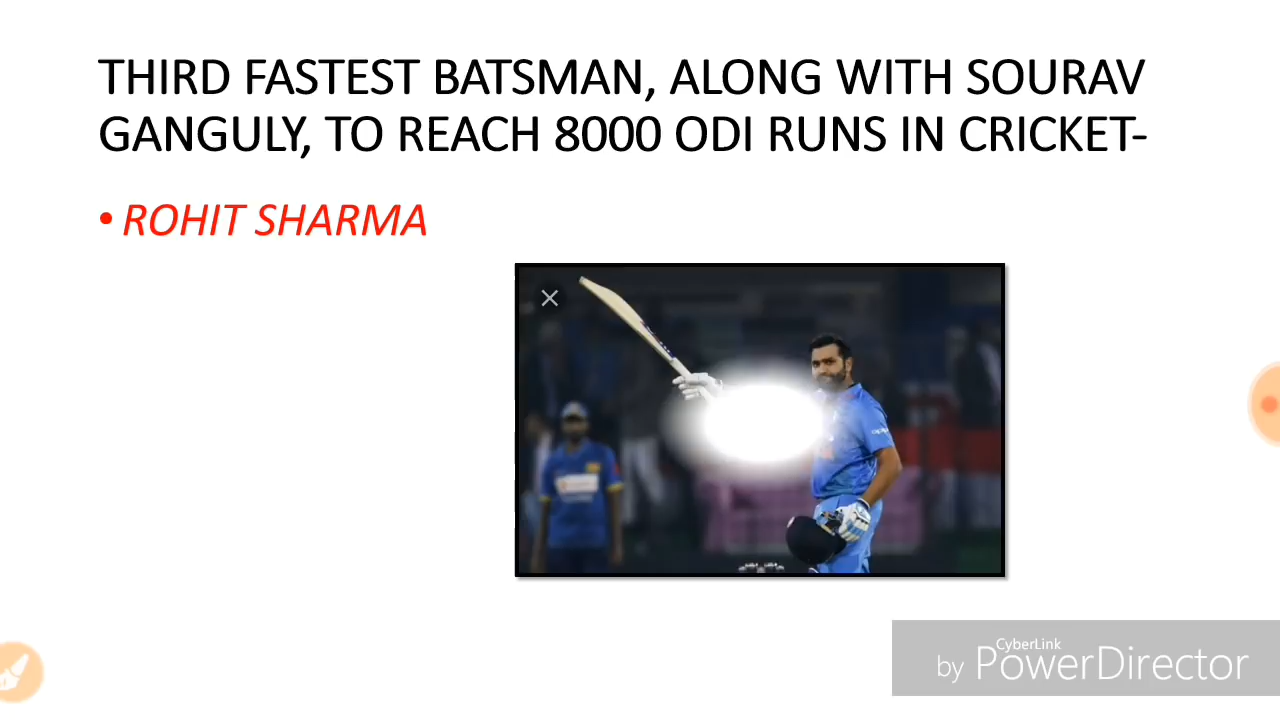 THIRD FASTEST BATSMAN, ALONG WITH SOURAV
GANGULY, TO REACH 8000 ODI RUNS IN CRICKET-
• ROHIT SHARMA
CyberLink
by PowerDirector